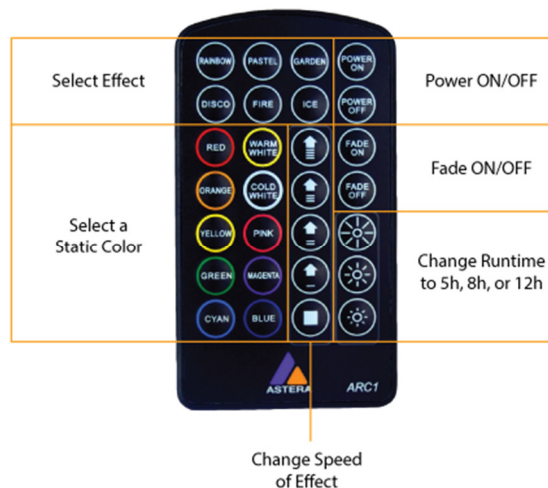 Select Effect
RAINBOW PASTEL GARDEN POWER ON
Power ON/OFF
DISCO FIRE ICE POWER OFF
RED WARM WHITE FADE ON
Fade ON/OFF
ORANGE COLD WHITE FADE OFF
Select a
Static Color
YELLOW PINK
Change Runtime
to 5h, 8h, or 12h
GREEN MAGENTA
CYAN BLUE
ASTERA ARC1
Change Speed
of Effect